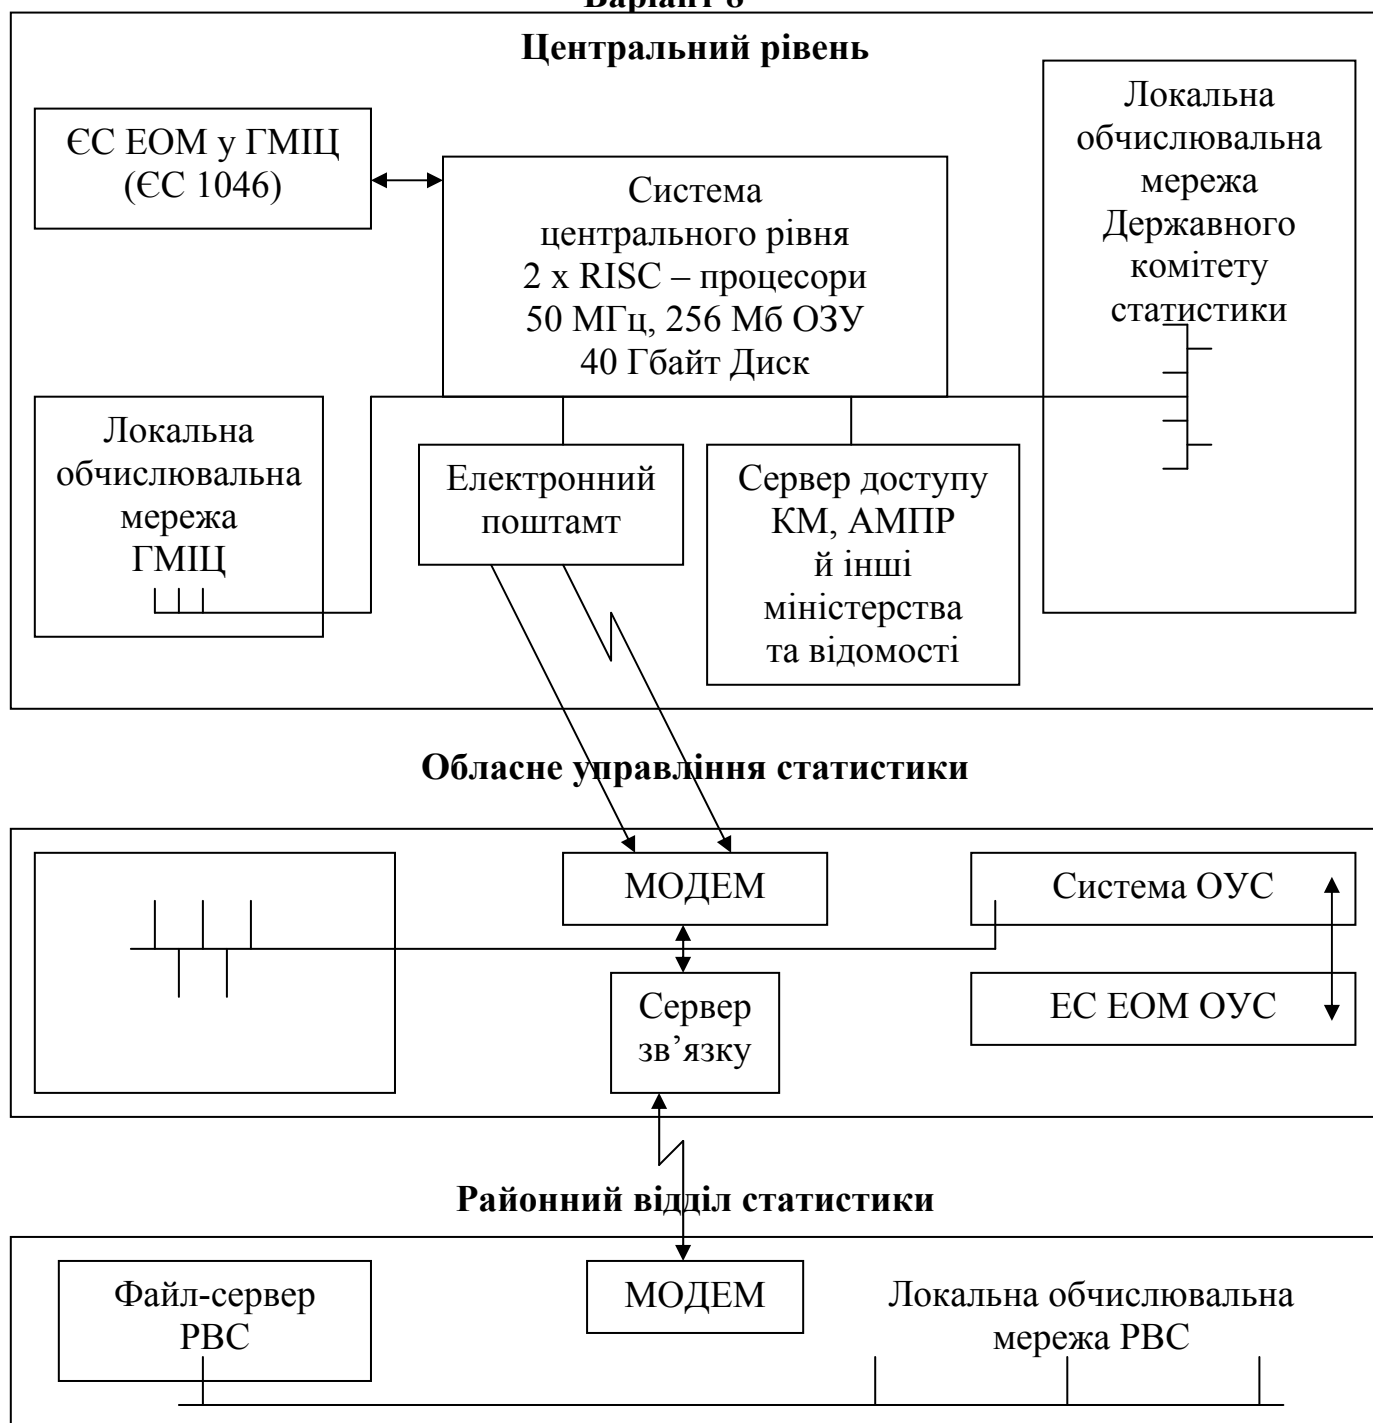 Варіант 8
Центральний рівень
ЄС ЕОМ у ГМІЦ
(ЄС 1046)
Система
центрального рівня
2 x RISC – процесори
50 МГц, 256 Мб ОЗУ
40 Гбайт Диск
Локальна
обчислювальна
мережа
Державного
комітету
статистики
Локальна
обчислювальна
мережа
ГМІЦ
Електронний
поштамт
Сервер доступу
КМ, АМПР
й інші
міністерства
та відомості
Обласне управління статистики
МОДЕМ
Система ОУС
Сервер
зв’язку
ЕС ЕОМ ОУС
Районний відділ статистики
Файл-сервер
РВС
МОДЕМ
Локальна обчислювальна
мережа РВС